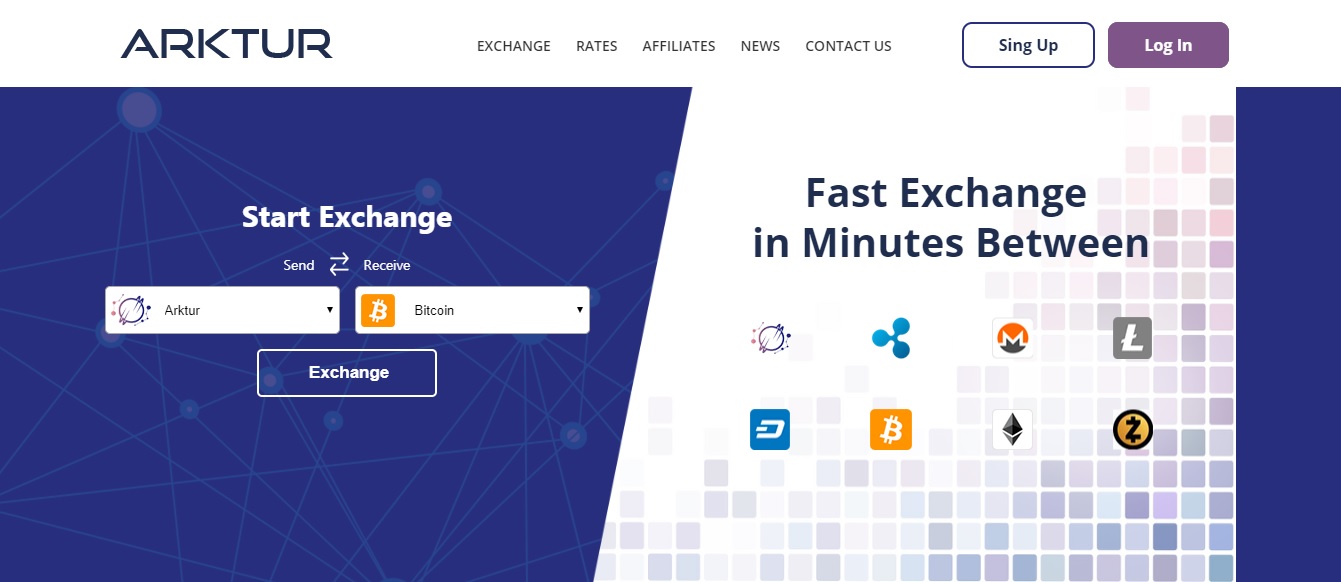 ARKTUR
EXCHANGE RATES AFFILIATES NEWS CONTACT US
Sing Up
Log In
Start Exchange
Send Receive
Arktur
Bitcoin
Exchange
Fast Exchange
in Minutes Between